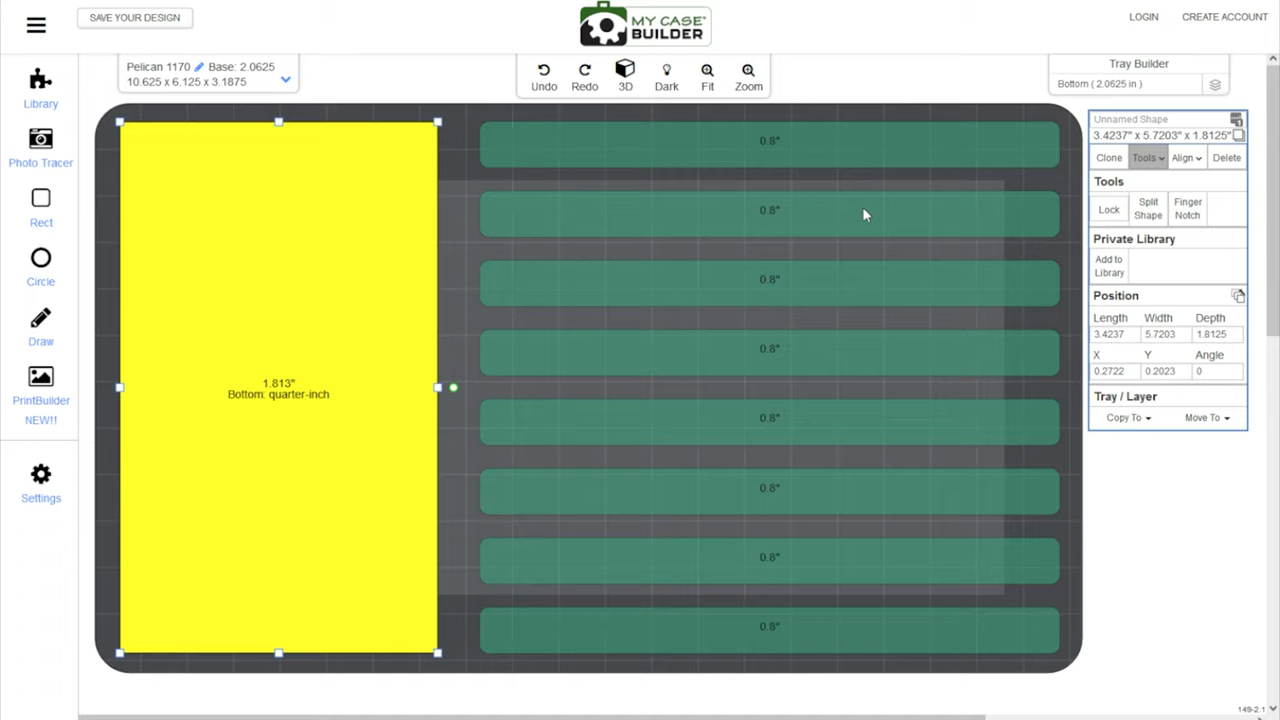 SAVE YOUR DESIGN
MY CASE
BUILDER
LOGIN
CREATE ACCOUNT
Library
Photo Tracer
Rect
Circle
Draw
PrintBuilder
NEW!!
Settings
Pelican 1170 Base: 2.0625
10.625 x 6.125 x 3.1875
Undo
Redo
3D
Dark
Fit
Zoom
Tray Builder
Bottom ( 2.0625 in )
1.813"
Bottom: quarter-inch
0.8"
0.8"
0.8"
0.8"
0.8"
0.8"
0.8"
0.8"
Unnamed Shape
3.4237" x 5.7203" x 1.8125"
Clone
Tools
Align
Delete
Tools
Lock
Split
Shape
Finger
Notch
Private Library
Add to
Library
Position
Length Width Depth
3.4237 5.7203 1.8125
X Y Angle
0.2722 0.2023 0
Tray / Layer
Copy To
Move To
149-2.1